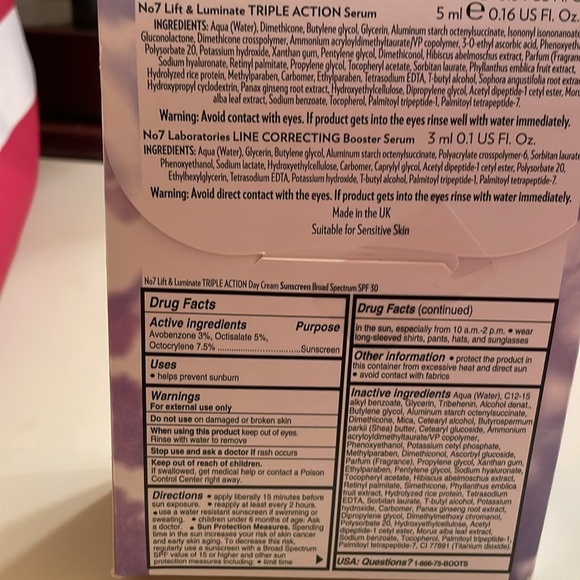 No7 Lift & Luminate TRIPLE ACTION Serum 5 ml e 0.16 US Fl. Oz.
INGREDIENTS: Aqua (Water), Dimethicone, Butylene glycol, Glycerin, Aluminum starch octenylsuccinate, Isononyl isononanoate
Gluconolactone, Dimethicone crosspolymer, Ammonium acryloyldimethyltaurate/VP copolymer, 3-O-ethyl ascorbic acid, Phenoxyetha
Polysorbate 20, Potassium hydroxide, Xanthan gum, Pentylene glycol, Dimethiconol, Hibiscus abelmoschus extract, Parfum (Fragran
Sodium hyaluronate, Retinyl palmitate, Propylene glycol, Tocopheryl acetate, Sorbitan laurate, Phyllanthus emblica fruit extract,
Hydrolyzed rice protein, Methylparaben, Carbomer, Ethylparaben, Tetrasodium EDTA, T-butyl alcohol, Sophora angustifolia root extrac
Hydroxypropyl cyclodextrin, Panax ginseng root extract, Hydroxyethylcellulose, Dipropylene glycol, Acetyl dipeptide-1 cetyl ester, Moru
alba leaf extract, Sodium benzoate, Tocopherol, Palmitoyl tripeptide-1, Palmitoyl tetrapeptide-7.
Warning: Avoid contact with eyes. If product gets into the eyes rinse well with water immediately.
No7 Laboratories LINE CORRECTING Booster Serum 3 ml 0.1 US Fl. Oz.
INGREDIENTS: Aqua (Water), Glycerin, Butylene glycol, Aluminum starch octenylsuccinate, Polyacrylate crosspolymer-6, Sorbitan laurate
Phenoxyethanol, Sodium lactate, Hydroxyethylcellulose, Carbomer, Caprylyl glycol, Acetyl dipeptide-1 cetyl ester, Polysorbate 20,
Ethylhexylglycerin, Tetrasodium EDTA, Potassium hydroxide, T-butyl alcohol, Palmitoyl tripeptide-1, Palmitoyl tetrapeptide-7.
Warning: Avoid direct contact with the eyes. If product gets into the eyes rinse with water immediately.
Made in the UK
Suitable for Sensitive Skin
No7 Lift & Luminate TRIPLE ACTION Day Cream Sunscreen Broad Spectrum SPF 30
Drug Facts
Active ingredients Purpose
Avobenzone 3%, Octisalate 5%,
Octocrylene 7.5% ..............................Sunscreen
Uses
• helps prevent sunburn
Warnings
For external use only
Do not use on damaged or broken skin
When using this product keep out of eyes.
Rinse with water to remove
Stop use and ask a doctor if rash occurs
Keep out of reach of children.
If swallowed, get medical help or contact a Poison
Control Center right away.
Directions • apply liberally 15 minutes before
sun exposure. • reapply at least every 2 hours.
• use a water resistant sunscreen if swimming or
sweating. • children under 6 months of age: Ask
a doctor. • Sun Protection Measures. Spending
time in the sun increases your risk of skin cancer
and early skin aging. To decrease this risk,
regularly use a sunscreen with a Broad Spectrum
SPF value of 15 or higher and other sun
protection measures including: • limit time
Drug Facts (continued)
in the sun, especially from 10 a.m.-2 p.m. • wear
long-sleeved shirts, pants, hats, and sunglasses
Other information • protect the product in
this container from excessive heat and direct sun
• avoid contact with fabrics
Inactive ingredients Aqua (Water), C12-15
alkyl benzoate, Glycerin, Tribehenin, Alcohol denat.,
Butylene glycol, Aluminum starch octenylsuccinate,
Dimethicone, Mica, Cetearyl alcohol, Butyrospermum
parkii (Shea) butter, Cetearyl glucoside, Ammonium
acryloyldimethyltaurate/VP copolymer,
Phenoxyethanol, Potassium cetyl phosphate,
Methylparaben, Dimethicone, Ascorbyl glucoside,
Parfum (Fragrance), Propylene glycol, Xanthan gum,
Ethylparaben, Pentylene glycol, Sodium hyaluronate,
Tocopheryl acetate, Hibiscus abelmoschus extract,
Retinyl palmitate, Simethicone, Phyllanthus emblica
fruit extract, Hydrolyzed rice protein, Tetrasodium
EDTA, Sorbitan laurate, T-butyl alcohol, Potassium
hydroxide, Carbomer, Panax ginseng root extract,
Dipropylene glycol, Dimethylmethoxy chromanol,
Polysorbate 20, Hydroxyethylcellulose, Acetyl
dipeptide-1 cetyl ester, Morus alba leaf extract,
Sodium benzoate, Tocopherol, Palmitoyl tripeptide-1,
Palmitoyl tetrapeptide-7, CI 77891 (Titanium dioxide).
USA: Questions? 1-866-75-BOOTS